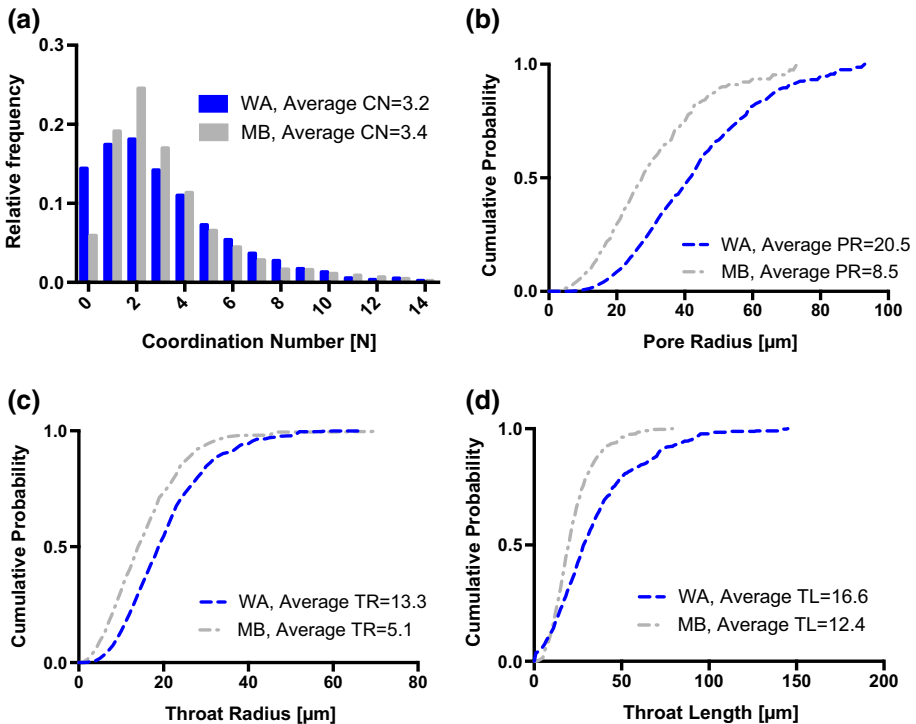 (a)
Relative frequency
0.3
0.2
0.1
0.0
WA, Average CN=3.2
MB, Average CN=3.4
0 2 4 6 8 10 12 14
Coordination Number [N]
(b)
Cumulative Probability
1.0
0.5
0.0
WA, Average PR=20.5
MB, Average PR=8.5
0 20 40 60 80 100
Pore Radius [µm]
(c)
Cumulative Probability
1.0
0.5
0.0
WA, Average TR=13.3
MB, Average TR=5.1
0 20 40 60 80
Throat Radius [µm]
(d)
Cumulative Probability
1.0
0.5
0.0
WA, Average TL=16.6
MB, Average TL=12.4
0 50 100 150 200
Throat Length [µm]